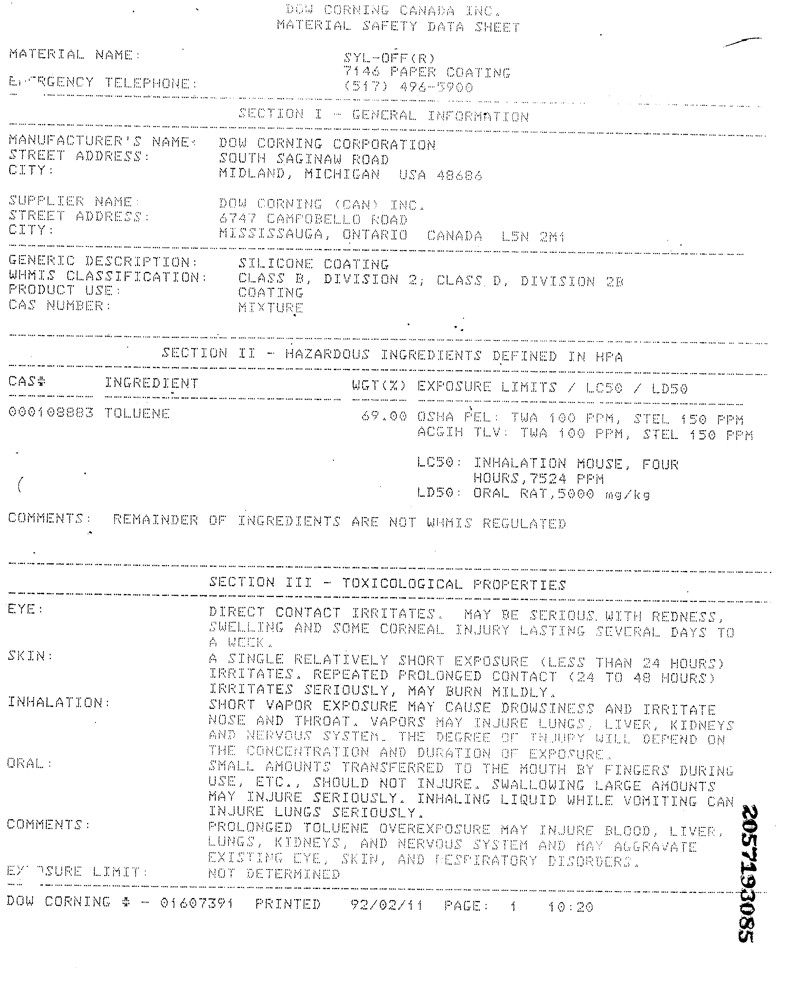 DOW CORNING CANADA INC.
MATERIAL SAFETY DATA SHEET
MATERIAL NAME: SYL-OFF(R)
7146 PAPER COATING
EMERGENCY TELEPHONE: (517) 496-5900
SECTION I - GENERAL INFORMATION
MANUFACTURER'S NAME: DOW CORNING CORPORATION
STREET ADDRESS: SOUTH SAGINAW ROAD
CITY: MIDLAND, MICHIGAN USA 48686
SUPPLIER NAME: DOW CORNING (CAN) INC.
STREET ADDRESS: 6747 CAMPOBELLO ROAD
CITY: MISSISSAUGA, ONTARIO CANADA L5N 2M1
GENERIC DESCRIPTION: SILICONE COATING
WHMIS CLASSIFICATION: CLASS B, DIVISION 2; CLASS D, DIVISION 2B
PRODUCT USE: COATING
CAS NUMBER: MIXTURE
SECTION II - HAZARDOUS INGREDIENTS DEFINED IN HPA
CAS# INGREDIENT WGT(%) EXPOSURE LIMITS / LC50 / LD50
000108883 TOLUENE 69.00 OSHA PEL: TWA 100 PPM, STEL 150 PPM
ACGIH TLV: TWA 100 PPM, STEL 150 PPM
LC50: INHALATION MOUSE, FOUR
HOURS,7524 PPM
LD50: ORAL RAT,5000 mg/kg
COMMENTS: REMAINDER OF INGREDIENTS ARE NOT WHMIS REGULATED
SECTION III - TOXICOLOGICAL PROPERTIES
EYE: DIRECT CONTACT IRRITATES. MAY BE SERIOUS WITH REDNESS,
SWELLING AND SOME CORNEAL INJURY LASTING SEVERAL DAYS TO
A WEEK.
SKIN: A SINGLE RELATIVELY SHORT EXPOSURE (LESS THAN 24 HOURS)
IRRITATES. REPEATED PROLONGED CONTACT (24 TO 48 HOURS)
IRRITATES SERIOUSLY, MAY BURN MILDLY.
INHALATION: SHORT VAPOR EXPOSURE MAY CAUSE DROWSINESS AND IRRITATE
NOSE AND THROAT. VAPORS MAY INJURE LUNGS, LIVER, KIDNEYS
AND NERVOUS SYSTEM. THE DEGREE OF INJURY WILL DEPEND ON
THE CONCENTRATION AND DURATION OF EXPOSURE.
ORAL: SMALL AMOUNTS TRANSFERRED TO THE MOUTH BY FINGERS DURING
USE, ETC., SHOULD NOT INJURE. SWALLOWING LARGE AMOUNTS
MAY INJURE SERIOUSLY. INHALING LIQUID WHILE VOMITING CAN
INJURE LUNGS SERIOUSLY.
COMMENTS: PROLONGED TOLUENE OVEREXPOSURE MAY INJURE BLOOD, LIVER,
LUNGS, KIDNEYS, AND NERVOUS SYSTEM AND MAY AGGRAVATE
EXISTING EYE, SKIN, AND RESPIRATORY DISORDERS.
EXPOSURE LIMIT: NOT DETERMINED
DOW CORNING # - 01607391 PRINTED 92/02/11 PAGE: 1 10:20
2057193085